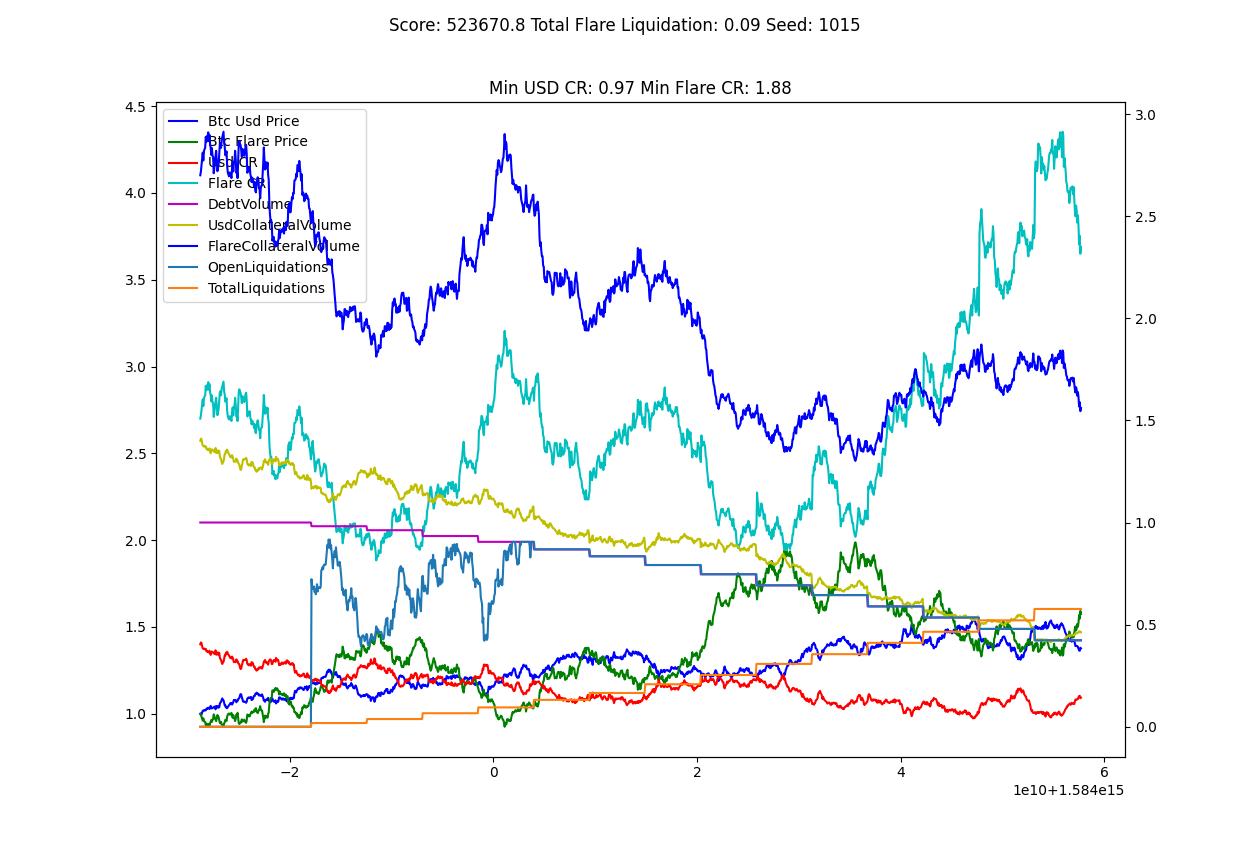 Score: 523670.8 Total Flare Liquidation: 0.09 Seed: 1015
Min USD CR: 0.97 Min Flare CR: 1.88
Btc Usd Price
Btc Flare Price
Usd CR
Flare CR
DebtVolume
UsdCollateralVolume
FlareCollateralVolume
OpenLiquidations
TotalLiquidations
4.5
4.0
3.5
3.0
2.5
2.0
1.5
1.0
3.0
2.5
2.0
1.5
1.0
0.5
0.0
−2
0
2
4
6
1e10+1.584e15